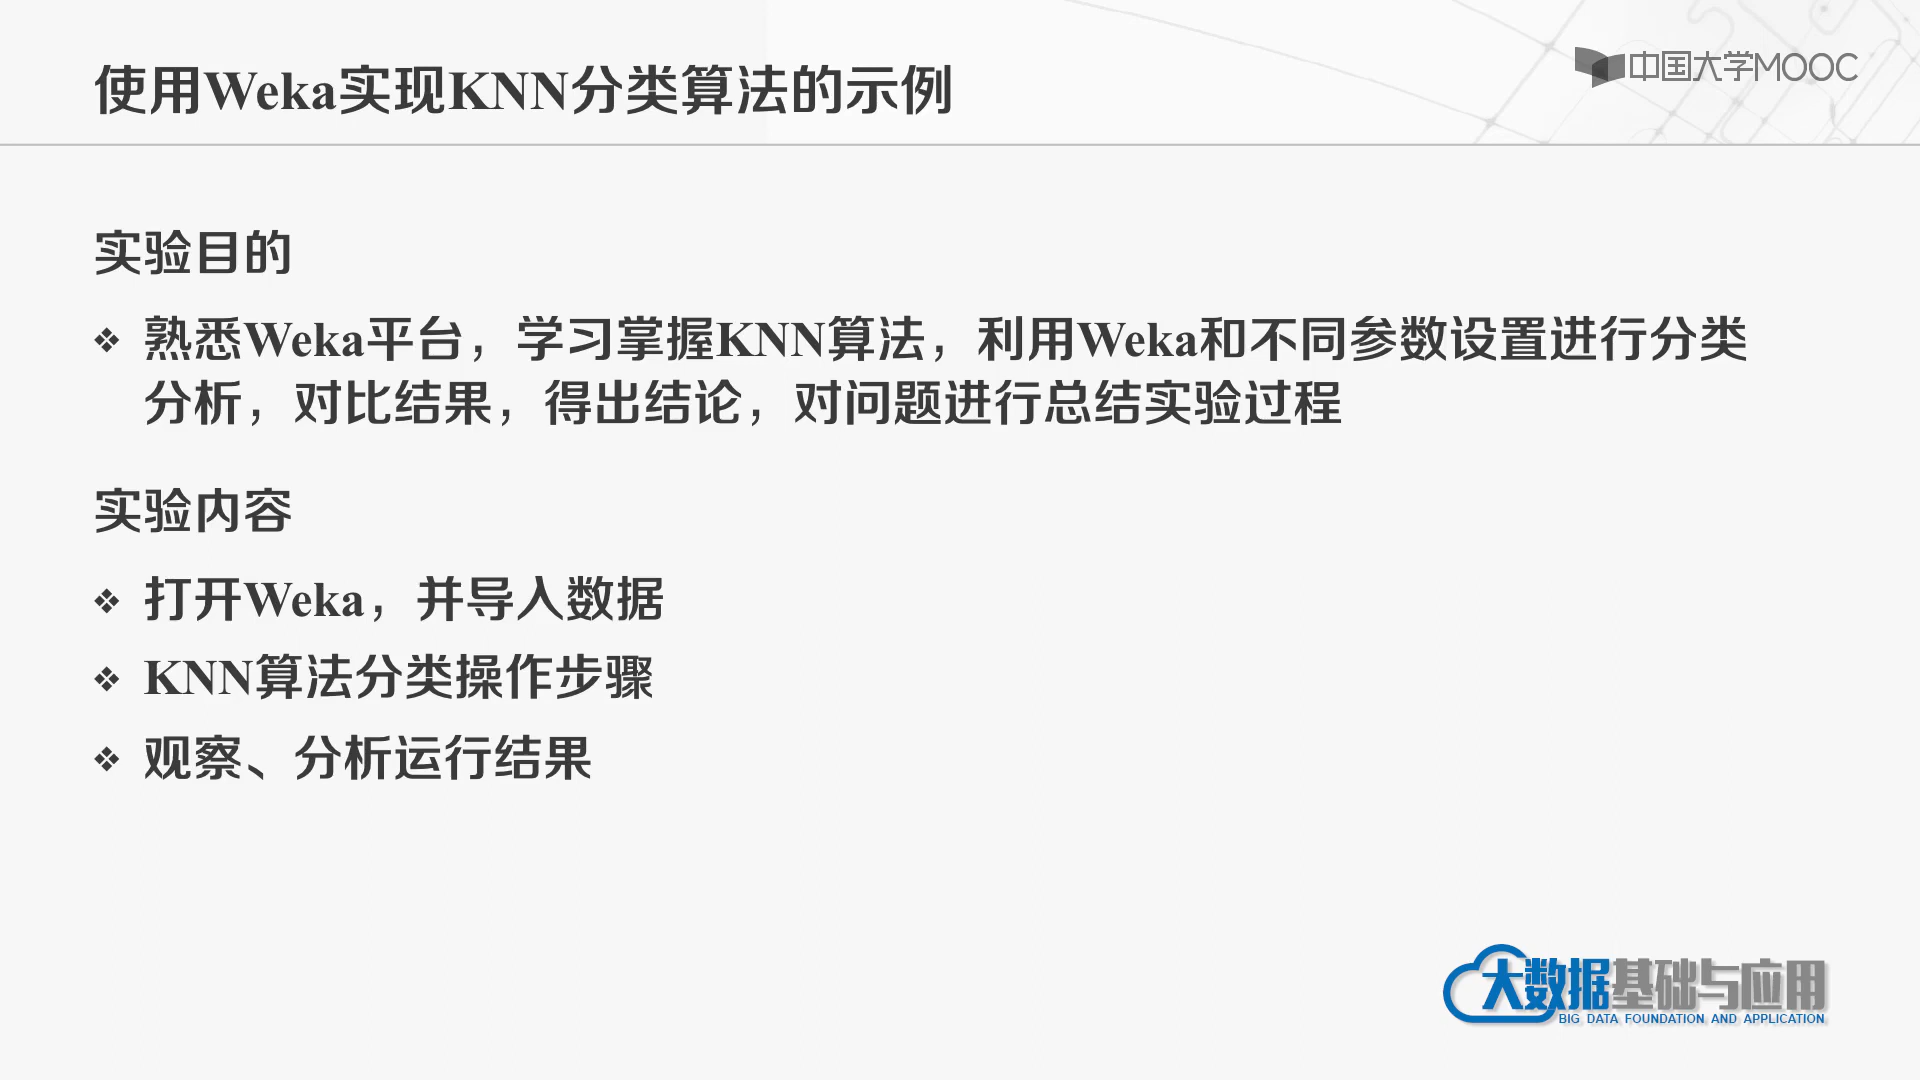 使用Weka实现KNN分类算法的示例
中国大学MOOC
实验目的
❖ 熟悉Weka平台，学习掌握KNN算法，利用Weka和不同参数设置进行分类
分析，对比结果，得出结论，对问题进行总结实验过程
实验内容
❖ 打开Weka，并导入数据
❖ KNN算法分类操作步骤
❖ 观察、分析运行结果
大数据基础与应用
BIG DATA FOUNDATION AND APPLICATION